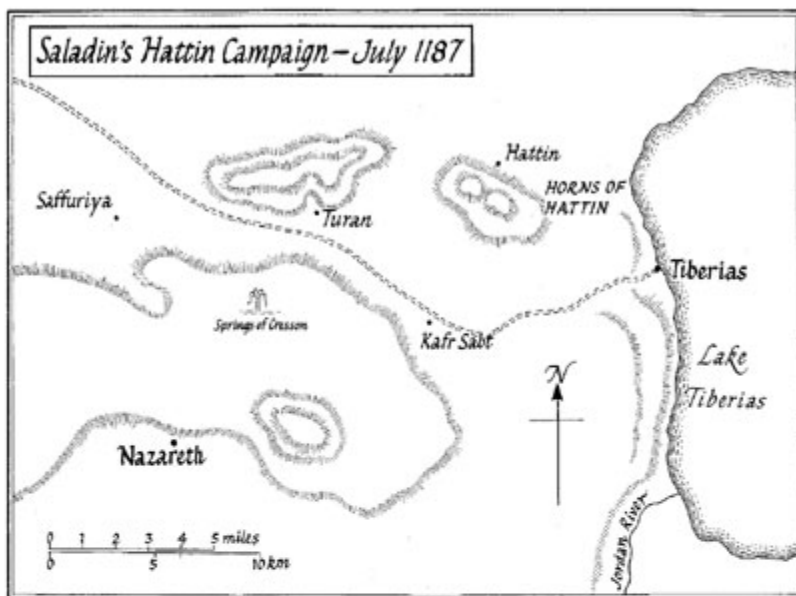 Saladin's Hattin Campaign – July 1187
Hattin
HORNS OF
HATTIN
Saffuriya
Turan
Tiberias
Springs of Cresson
Kafr Sabt
Lake
Tiberias
N
Nazareth
Jordan River
0 1 2 3 4 5 miles
0 5 10 km